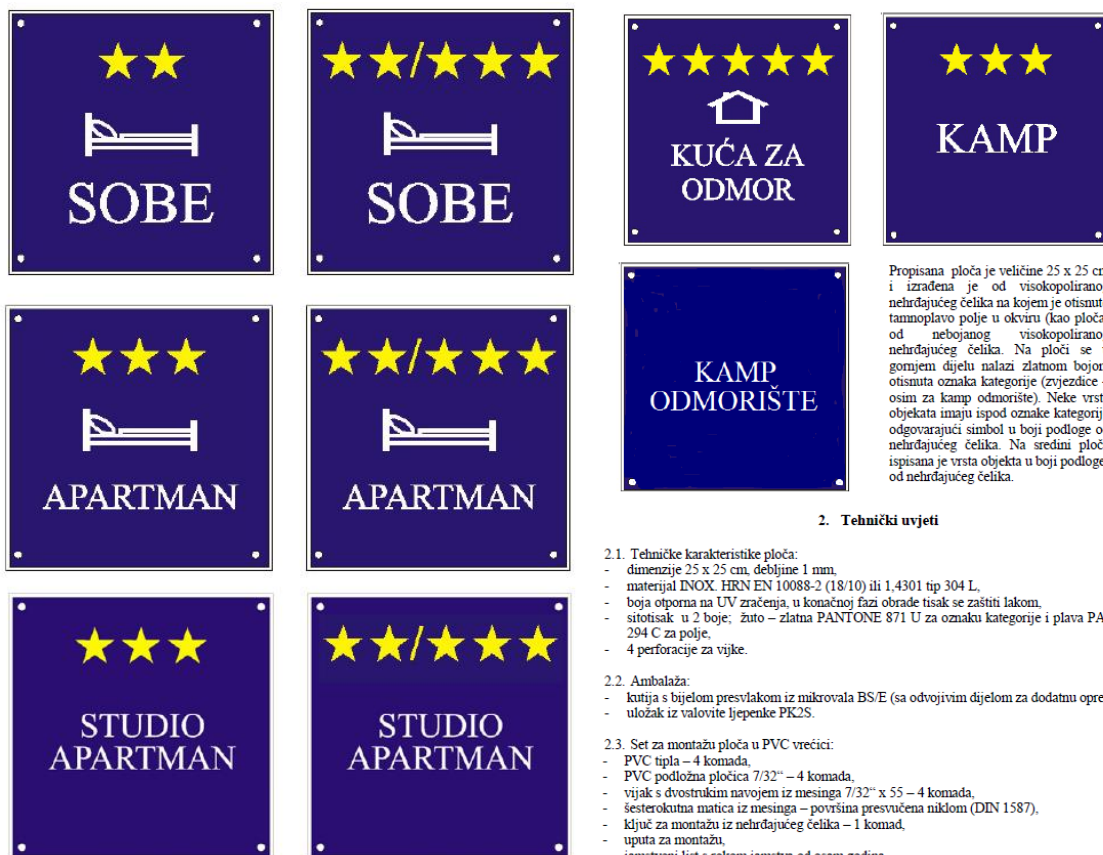 ★★
SOBE
★★/★★★
SOBE
★★★
APARTMAN
★★/★★★
APARTMAN
★★★
STUDIO
APARTMAN
★★/★★★
STUDIO
APARTMAN
★★★★★
KUĆA ZA
ODMOR
★★★
KAMP
KAMP
ODMORIŠTE
Propisana ploča je veličine 25 x 25 cm
i izrađena je od
nehrđajućeg čelika na kojem je
tamnoplavo polje u okviru (kao
od nebojanog
nehrđajućeg čelika. Na ploči se
gornjem dijelu nalazi zlatnom
otisnuta oznaka kategorije (zvjezdice -
osim za kamp odmorište). Neke
objekata imaju ispod oznake
odgovarajući simbol u boji podloge
nehrđajućeg čelika. Na sredini
ispisana je vrsta objekta u boji podloge
od nehrđajućeg čelika.
2. Tehnički uvjeti
2.1. Tehničke karakteristike ploča:
- dimenzije 25 x 25 cm, debljine 1 mm,
- materijal INOX. HRN EN 10088-2 (18/10) ili 1,4301 tip 304 L,
- boja otporna na UV zračenja, u konačnoj fazi obrade tisak se zaštiti lakom,
- sitotisak u 2 boje; žuto – zlatna PANTONE 871 U za oznaku kategorije i plava PA
294 C za polje,
- 4 perforacije za vijke.
2.2. Ambalaža:
- kutija s bijelom presvlakom iz mikrovala BS/E (sa odvojivim dijelom za dodatnu opre
- uložak iz valovite ljepenke PK2S.
2.3. Set za montažu ploča u PVC vrećici:
- PVC tipla – 4 komada,
- PVC podložna pločica 7/32“ – 4 komada,
- vijak s dvostrukim navojem iz mesinga 7/32“ x 55 – 4 komada,
- šesterokutna matica iz mesinga – površina presvučena niklom (DIN 1587),
- ključ za montažu iz nehrđajućeg čelika – 1 komad,
- uputa za montažu,